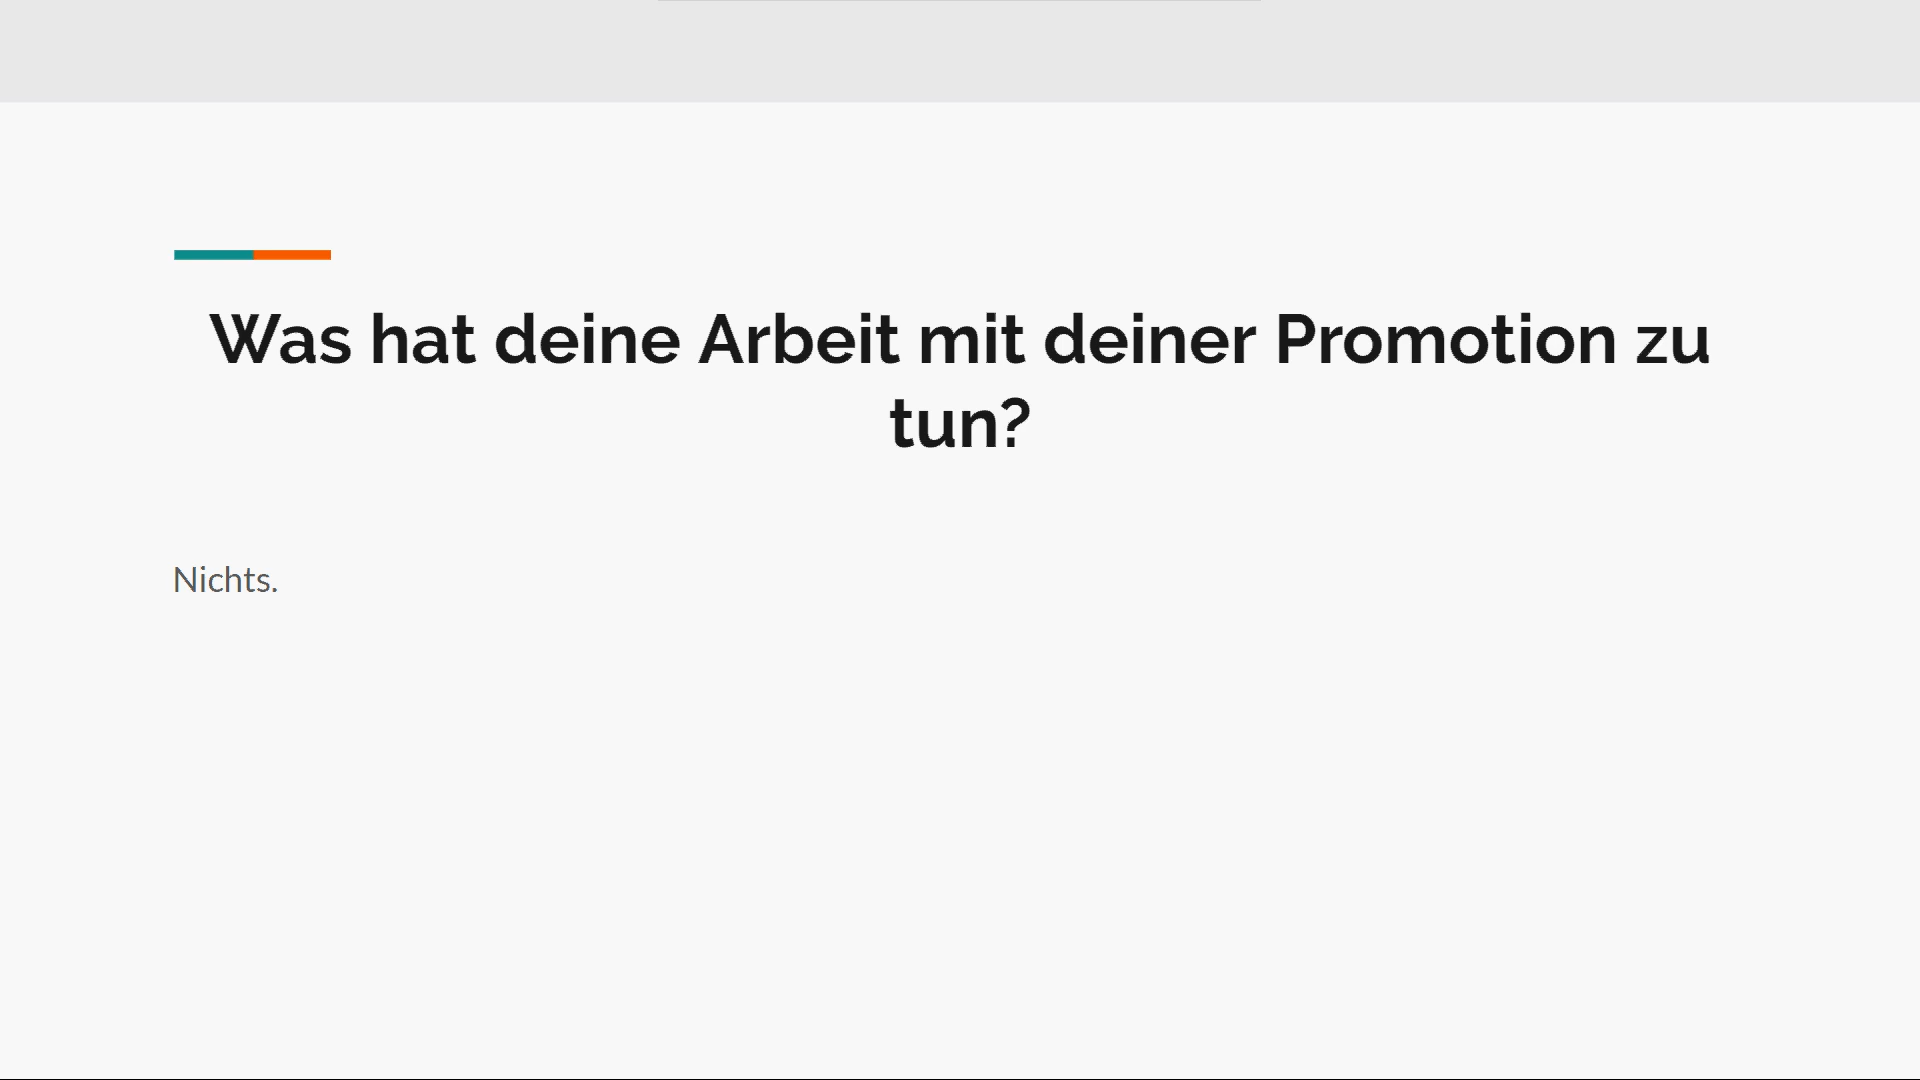 Was hat deine Arbeit mit deiner Promotion zu
tun?
Nichts.